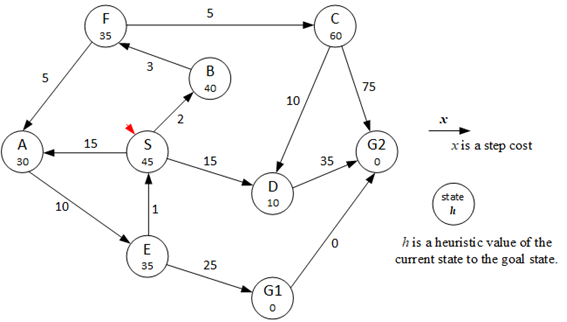 F
35
5
C
60
5
3
B
40
10
75
2
A
30
15
S
45
15
G2
0
35
D
10
x
x is a step cost
state
h
10
1
E
35
25
0
G1
0
h is a heuristic value of the
current state to the goal state.